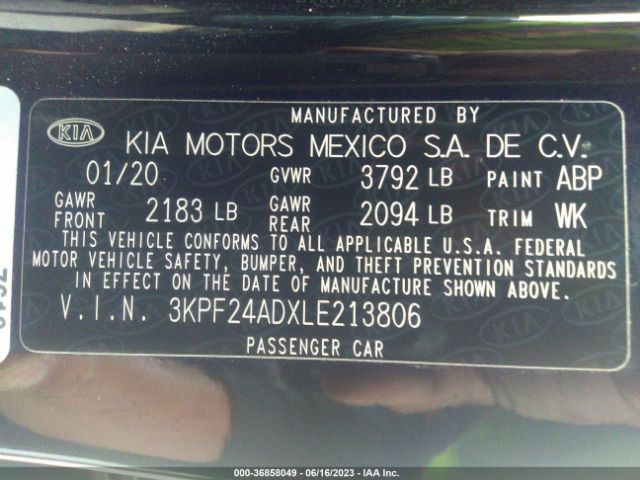 MANUFACTURED BY
KIA KIA MOTORS MEXICO S.A. DE C.V.
01/20 GVWR 3792 LB PAINT ABP
GAWR FRONT 2183 LB GAWR REAR 2094 LB TRIM WK
THIS VEHICLE CONFORMS TO ALL APPLICABLE U.S.A. FEDERAL
MOTOR VEHICLE SAFETY, BUMPER, AND THEFT PREVENTION STANDARDS
IN EFFECT ON THE DATE OF MANUFACTURE SHOWN ABOVE.
V.I.N. 3KPF24ADXLE213806
PASSENGER CAR
000-36858049 - 06/16/2023 - IAA Inc.